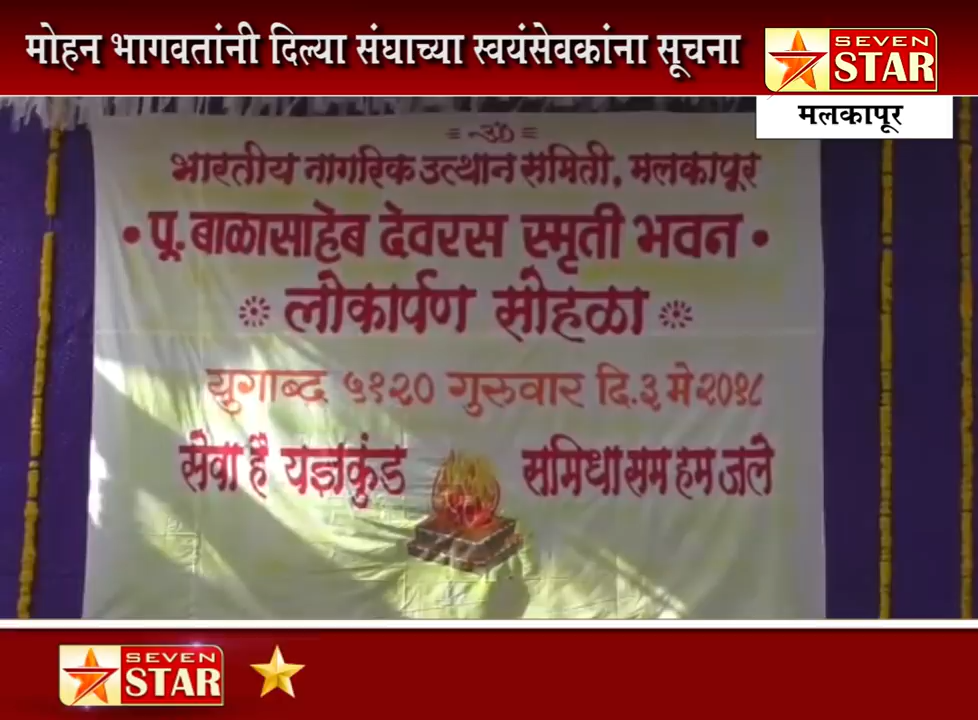 मोहन भागवतांनी दिल्या संघाच्या स्वयंसेवकांना सूचना
SEVEN
STAR
मलकापूर
ॐ
भारतीय नागरिक उत्थान समिती, मलकापूर
• पू. बाळासाहेब देवरस स्मृती भवन •
लोकार्पण सोहळा
युगाब्द ५१२० गुरुवार दि. ३ मे २०१८
सेवा है यज्ञकुंड समिधा सम हम जले
SEVEN
STAR